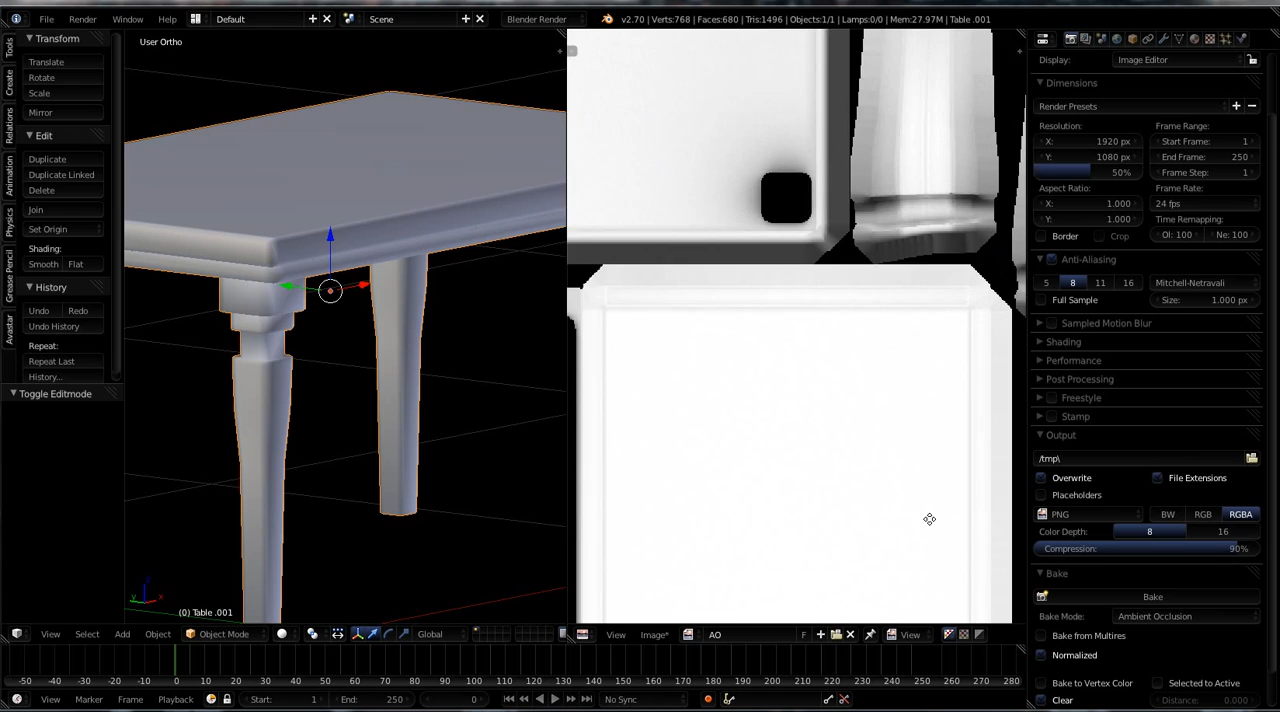 File Render Window Help Default Scene Blender Render v2.70 | Verts:768 | Faces:680 | Tris:1496 | Objects:1/1 | Lamps:0/0 | Mem:27.97M | Table .001
Tools
Create
Relations
Animation
Physics
Grease Pencil
Avastar
Transform
Translate
Rotate
Scale
Mirror
Edit
Duplicate
Duplicate Linked
Delete
Join
Set Origin
Shading:
Smooth Flat
History
Undo Redo
Undo History
Repeat:
Repeat Last
History...
Toggle Editmode
User Ortho
z
y x
(0) Table .001
View Select Add Object Object Mode Global
View Image* AO F View
Display: Image Editor
Dimensions
Render Presets
Resolution: Frame Range:
X: 1920 px Start Frame: 1
Y: 1080 px End Frame: 250
50% Frame Step: 1
Aspect Ratio: Frame Rate:
X: 1.000 24 fps
Y: 1.000 Time Remapping:
Border Crop Ol: 100 Ne: 100
Anti-Aliasing
5 8 11 16 Mitchell-Netravali
Full Sample Size: 1.000 px
Sampled Motion Blur
Shading
Performance
Post Processing
Freestyle
Stamp
Output
/tmp\
Overwrite File Extensions
Placeholders
PNG BW RGB RGBA
Color Depth: 8 16
Compression: 90%
Bake
Bake
Bake Mode: Ambient Occlusion
Bake from Multires
Normalized
Bake to Vertex Color Selected to Active
Clear Distance: 0.000
-50 -40 -30 -20 -10 0 10 20 30 40 50 60 70 80 90 100 110 120 130 140 150 160 170 180 190 200 210 220 230 240 250 260 270 280
View Marker Frame Playback Start: 1 End: 250 0 No Sync